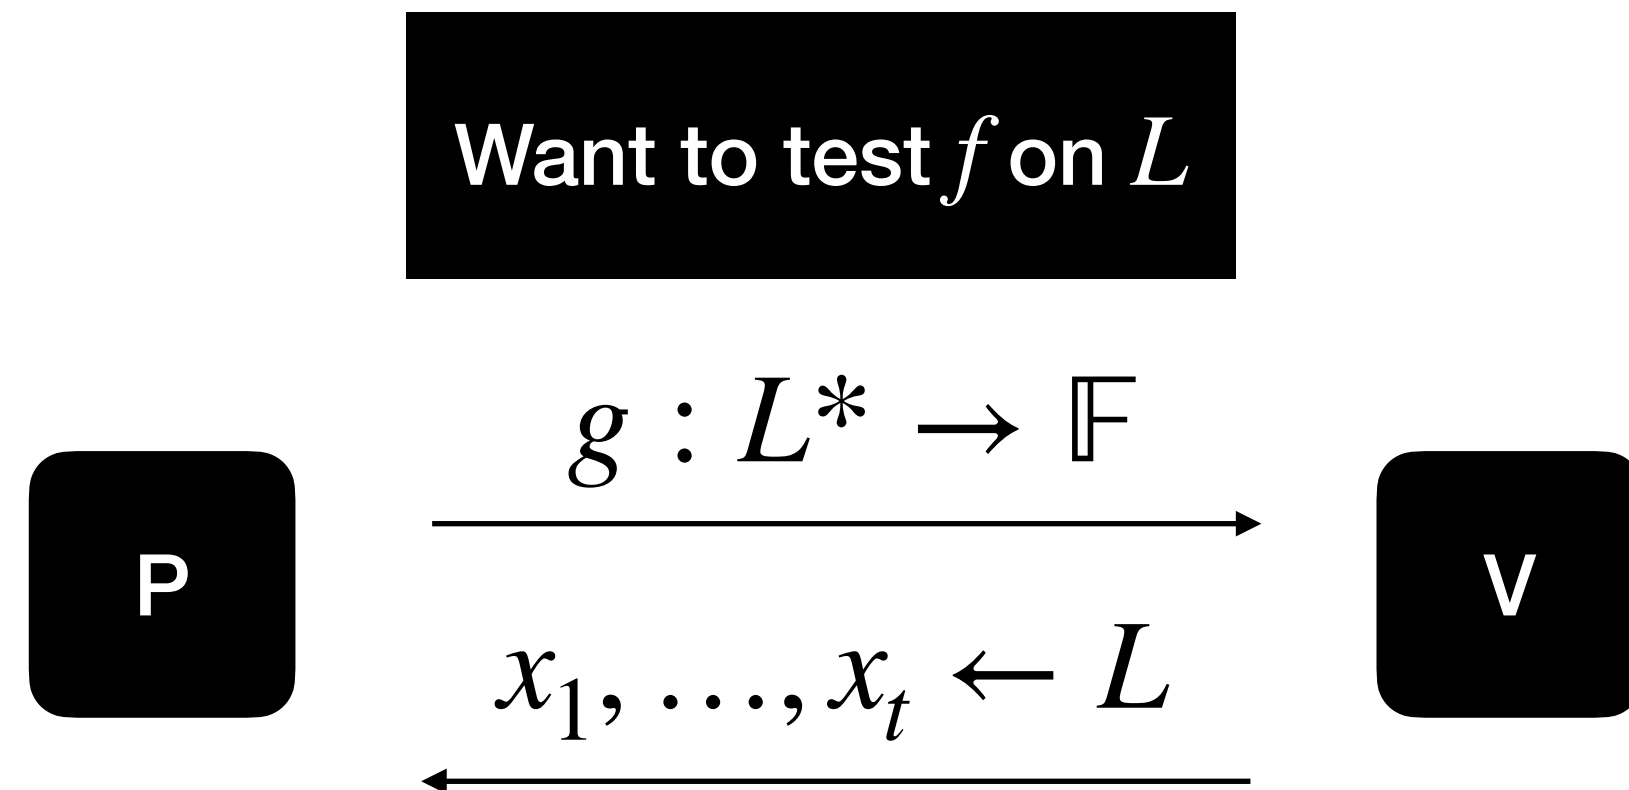 Want to test f on L
g : L* → 𝔽
P
V
x₁, …, xₜ ← L